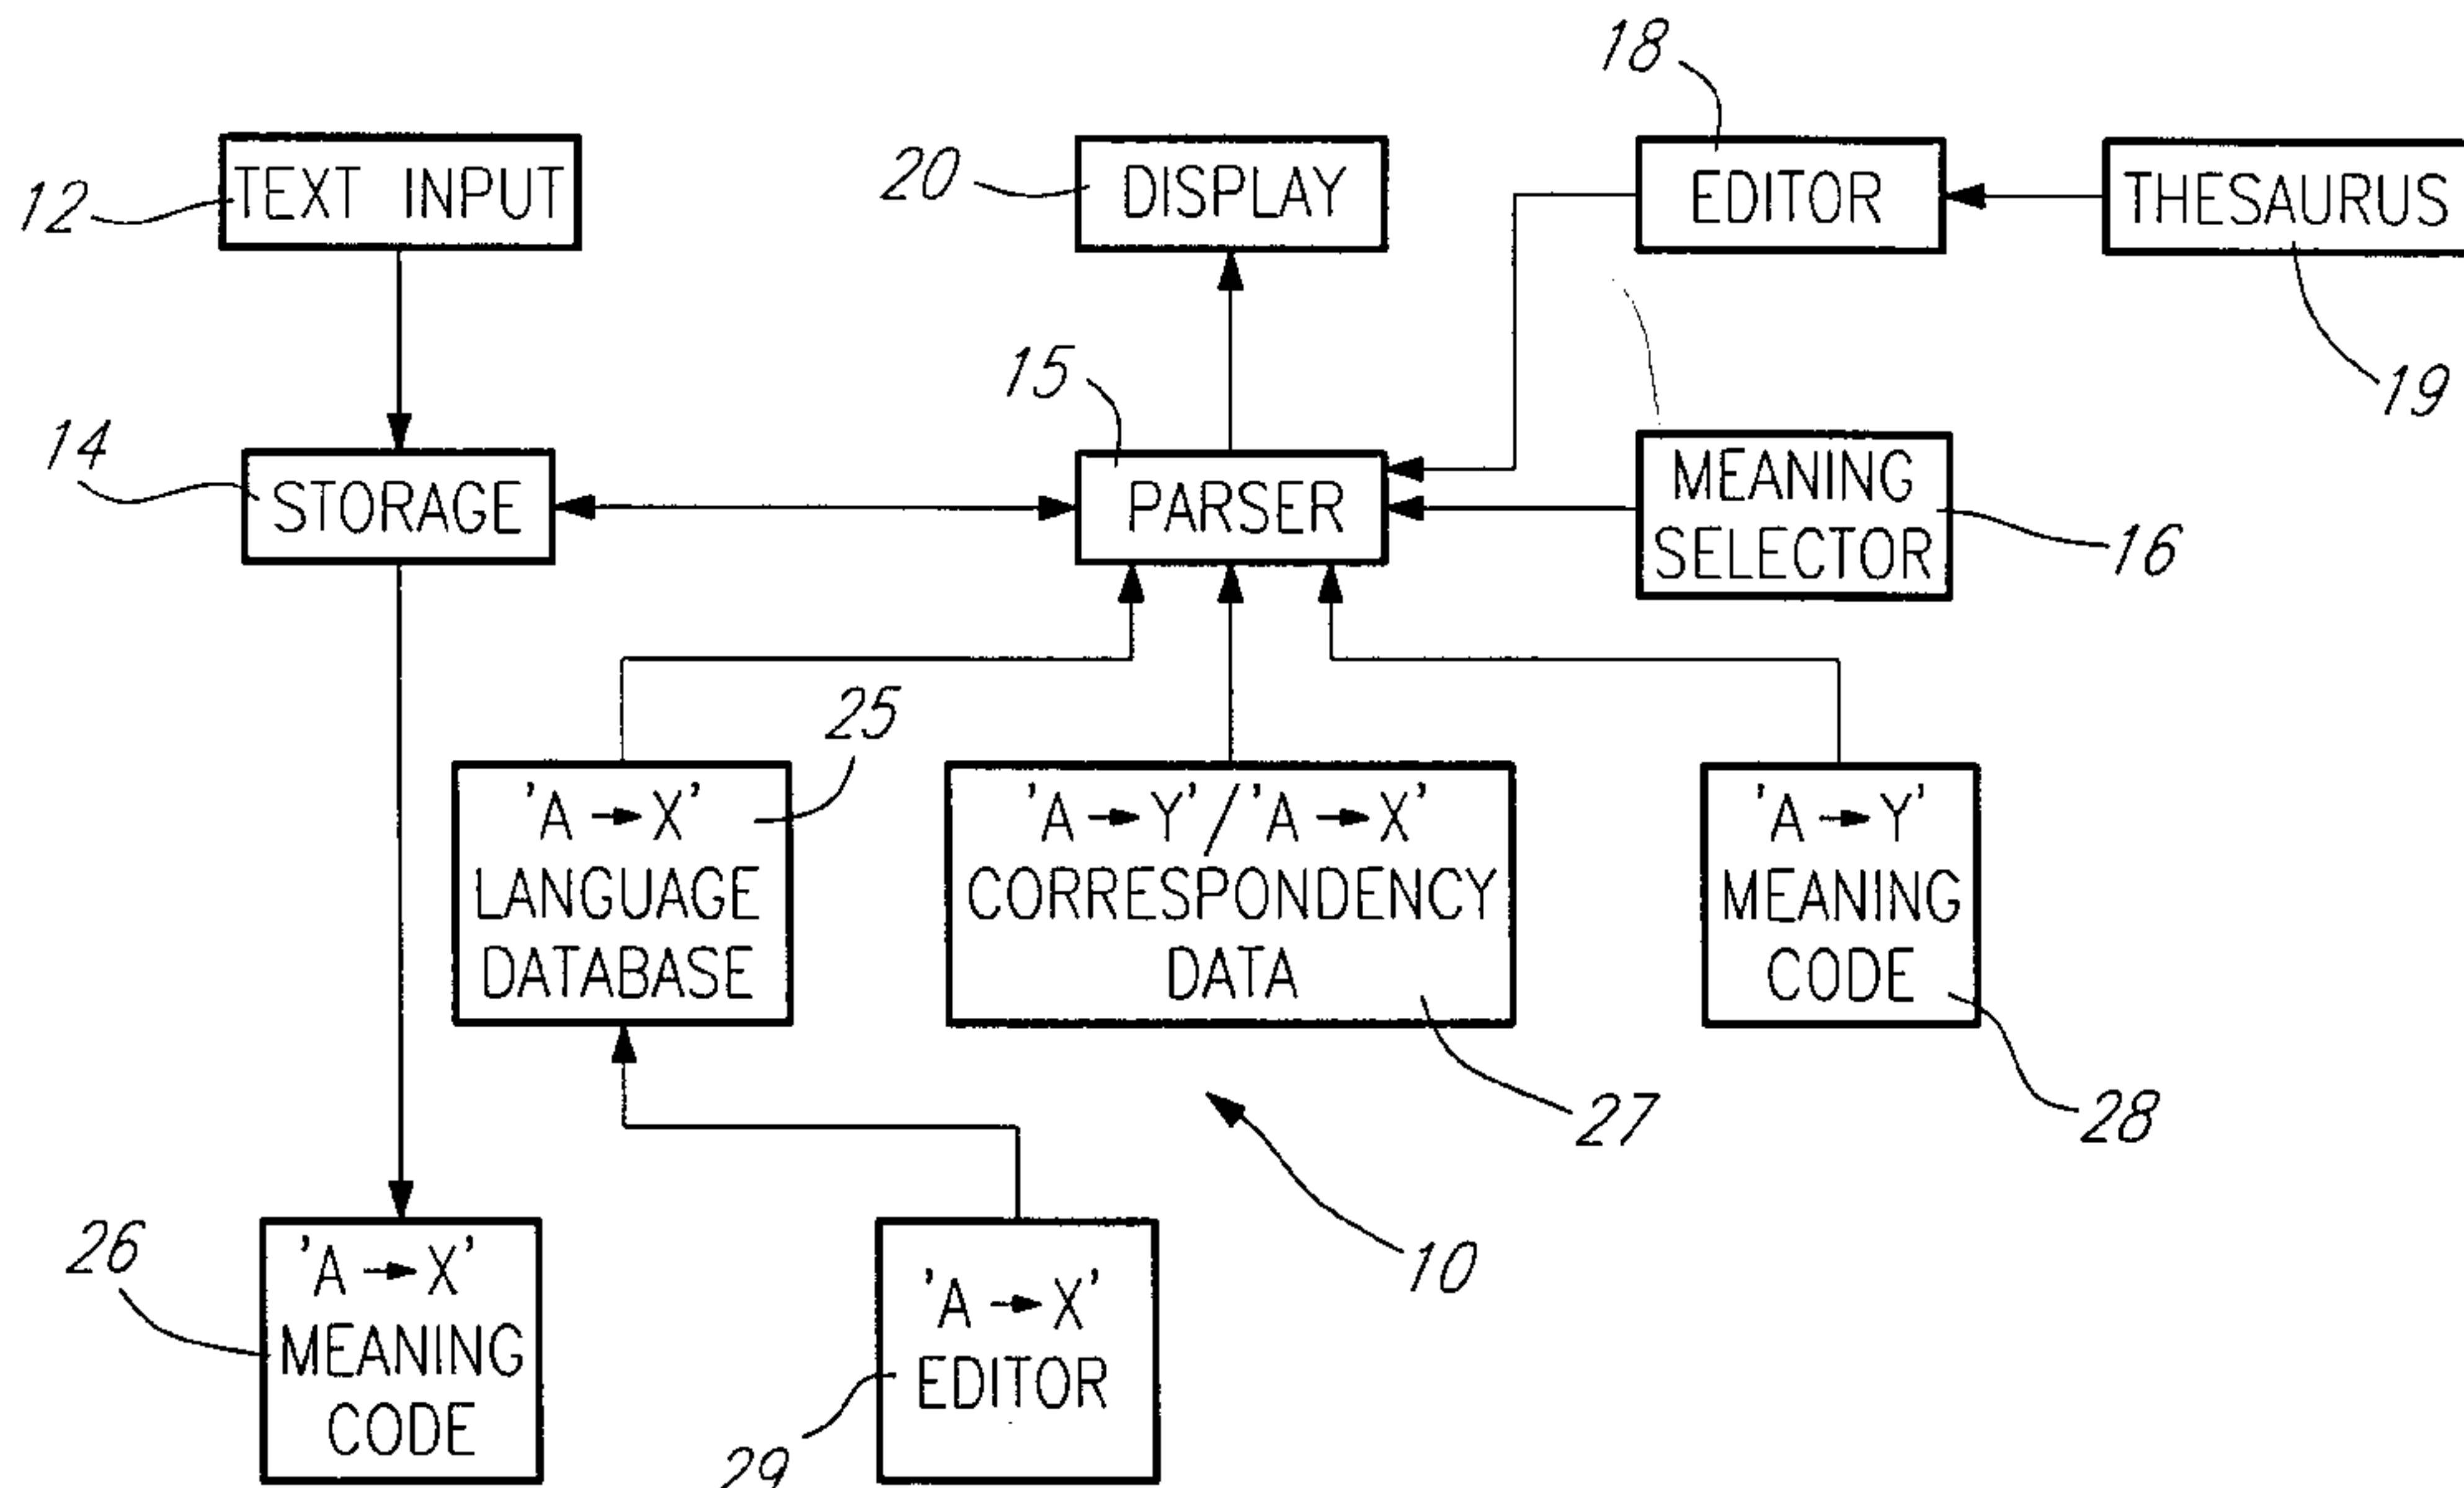 18
12
TEXT INPUT
20
DISPLAY
EDITOR
THESAURUS
19
15
14
STORAGE
PARSER
MEANING
SELECTOR
16
25
'A → X'
LANGUAGE
DATABASE
'A → Y' / 'A → X'
CORRESPONDENCY
DATA
'A → Y'
MEANING
CODE
27
28
10
26
'A → X'
MEANING
CODE
'A → X'
EDITOR
29